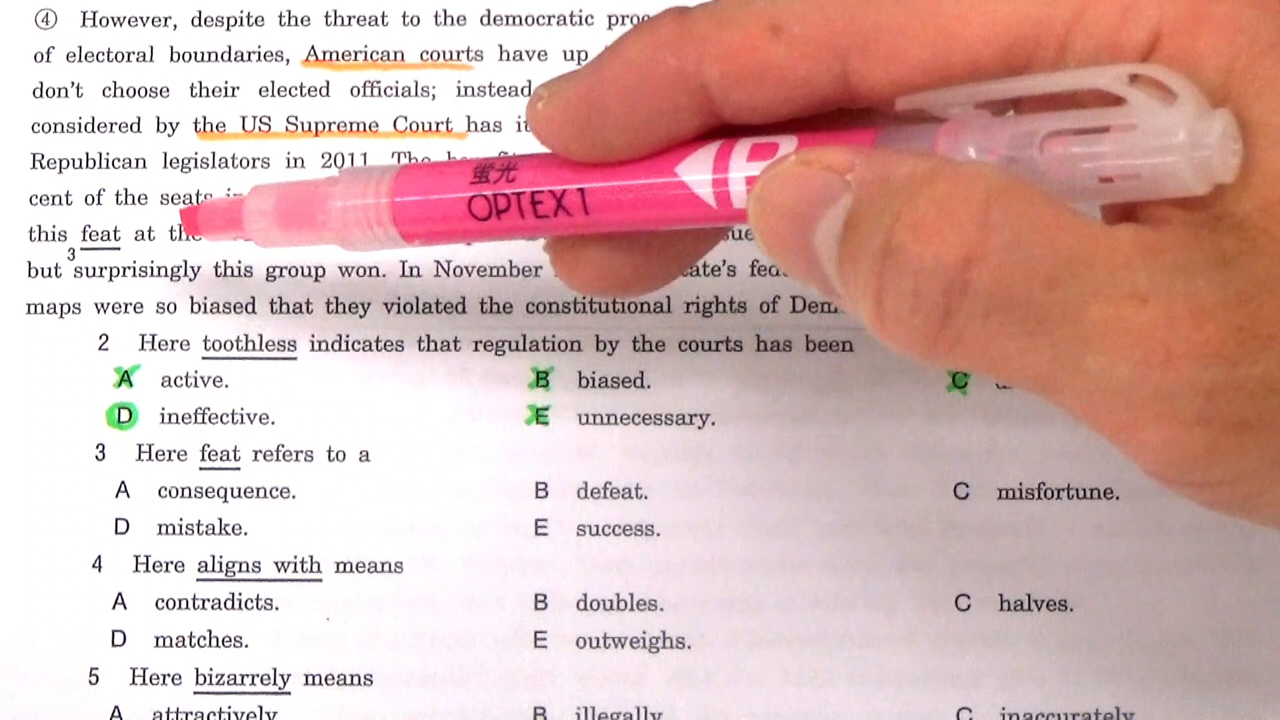 ④ However, despite the threat to the democratic
of electoral boundaries, American courts have up
don't choose their elected officials; instead
considered by the US Supreme Court has
Republican legislators in 2011. The
cent of the seats
this feat at
3
but surprisingly this group won. In November
maps were so biased that they violated the constitutional rights of
蛍光
OPTEX 1
2 Here toothless indicates that regulation by the courts has been
A active. B biased. C
D ineffective. E unnecessary.
3 Here feat refers to a
A consequence. B defeat. C misfortune.
D mistake. E success.
4 Here aligns with means
A contradicts. B doubles. C halves.
D matches. E outweighs.
5 Here bizarrely means
A attractively B illegally C inaccurately